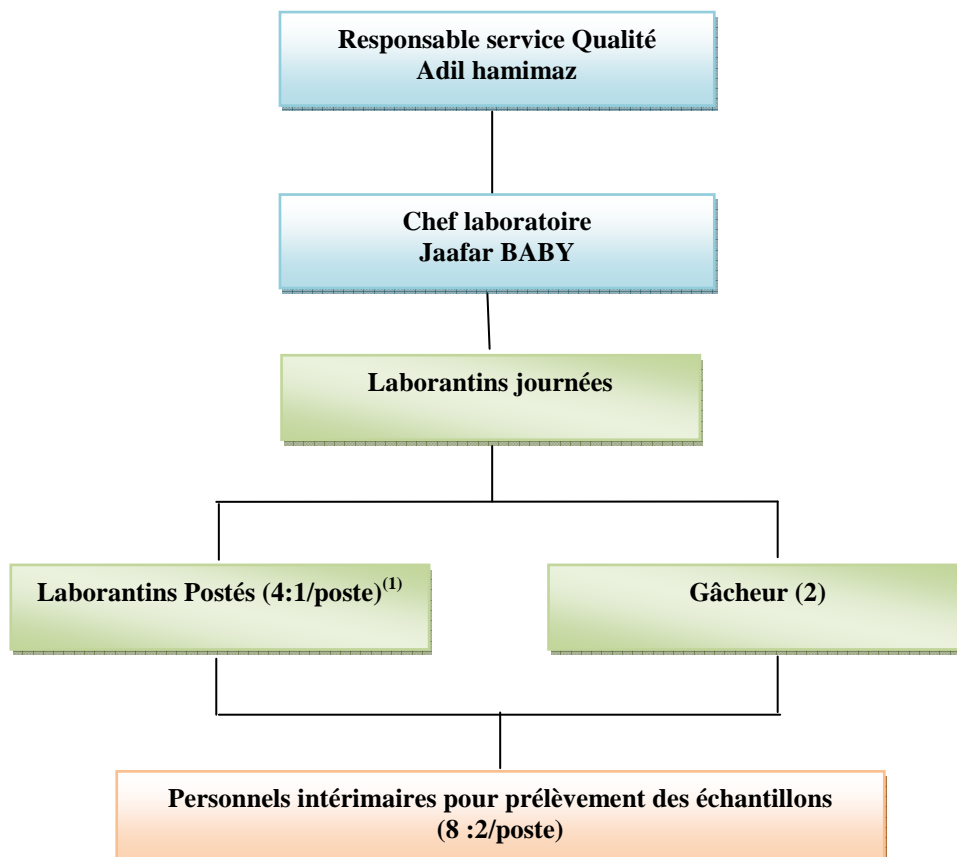 Responsable service Qualité
Adil hamimaz
Chef laboratoire
Jaafar BABY
Laborantins journées
Laborantins Postés (4:1/poste)(1)
Gâcheur (2)
Personnels intérimaires pour prélèvement des échantillons
(8 :2/poste)